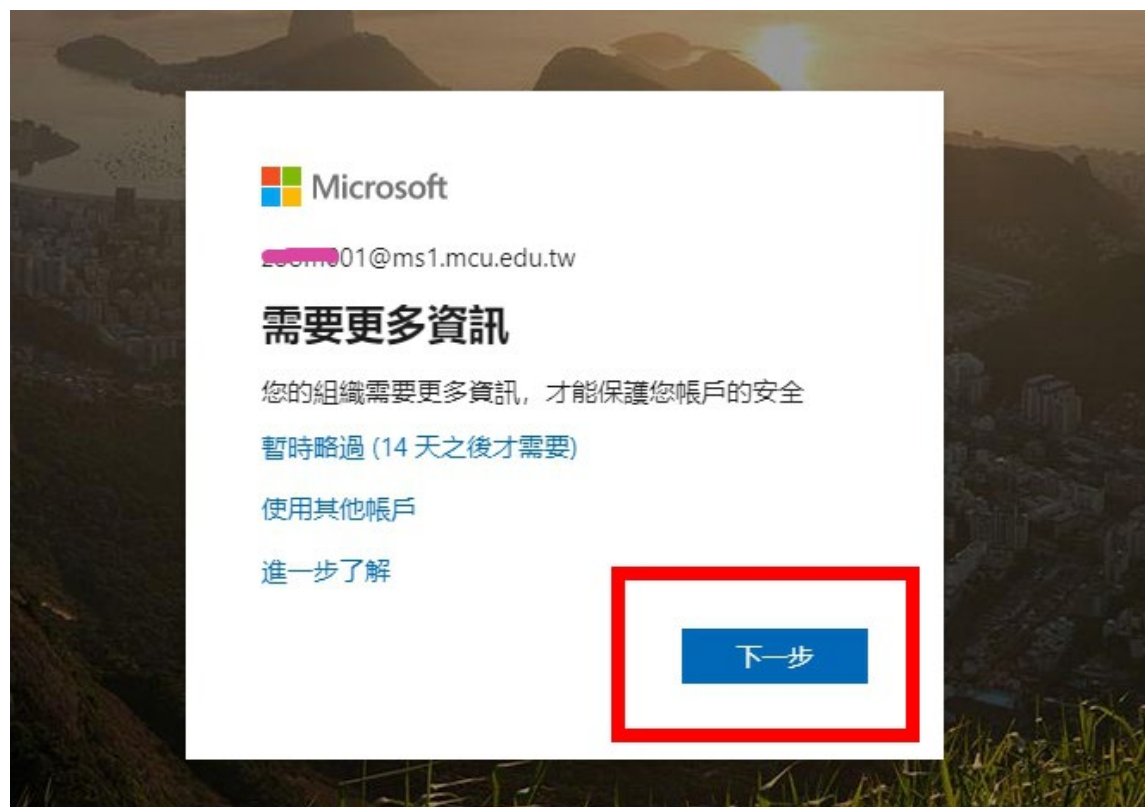 Microsoft
01@ms1.mcu.edu.tw
需要更多資訊
您的組織需要更多資訊，才能保護您帳戶的安全
暫時略過 (14 天之後才需要)
使用其他帳戶
進一步了解
下一步